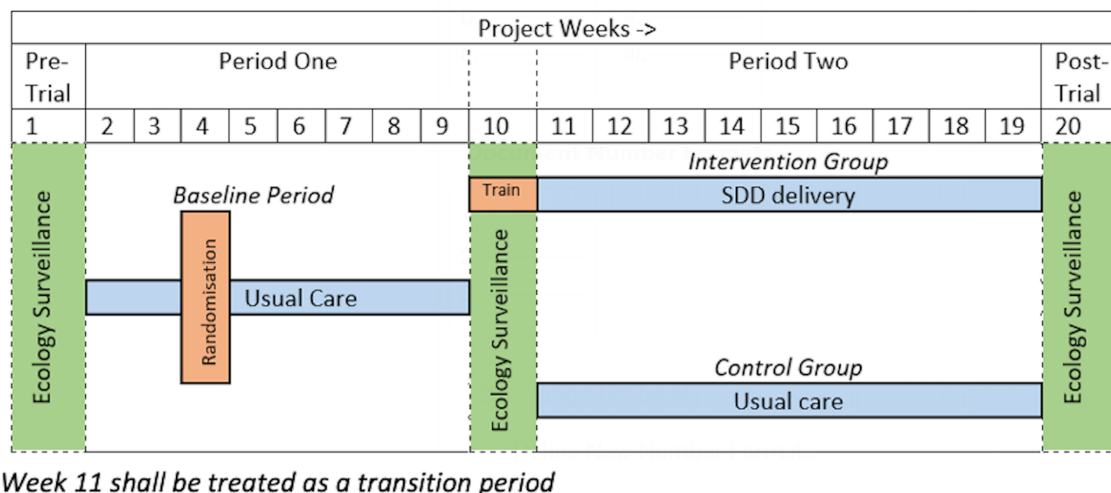 Project Weeks ->
Pre-
Trial
Period One
Period Two
Post-
Trial
1 2 3 4 5 6 7 8 9 10 11 12 13 14 15 16 17 18 19 20
Ecology Surveillance
Baseline Period
Randomisation
Usual Care
Train
Ecology Surveillance
Intervention Group
SDD delivery
Control Group
Usual care
Ecology Surveillance
Week 11 shall be treated as a transition period